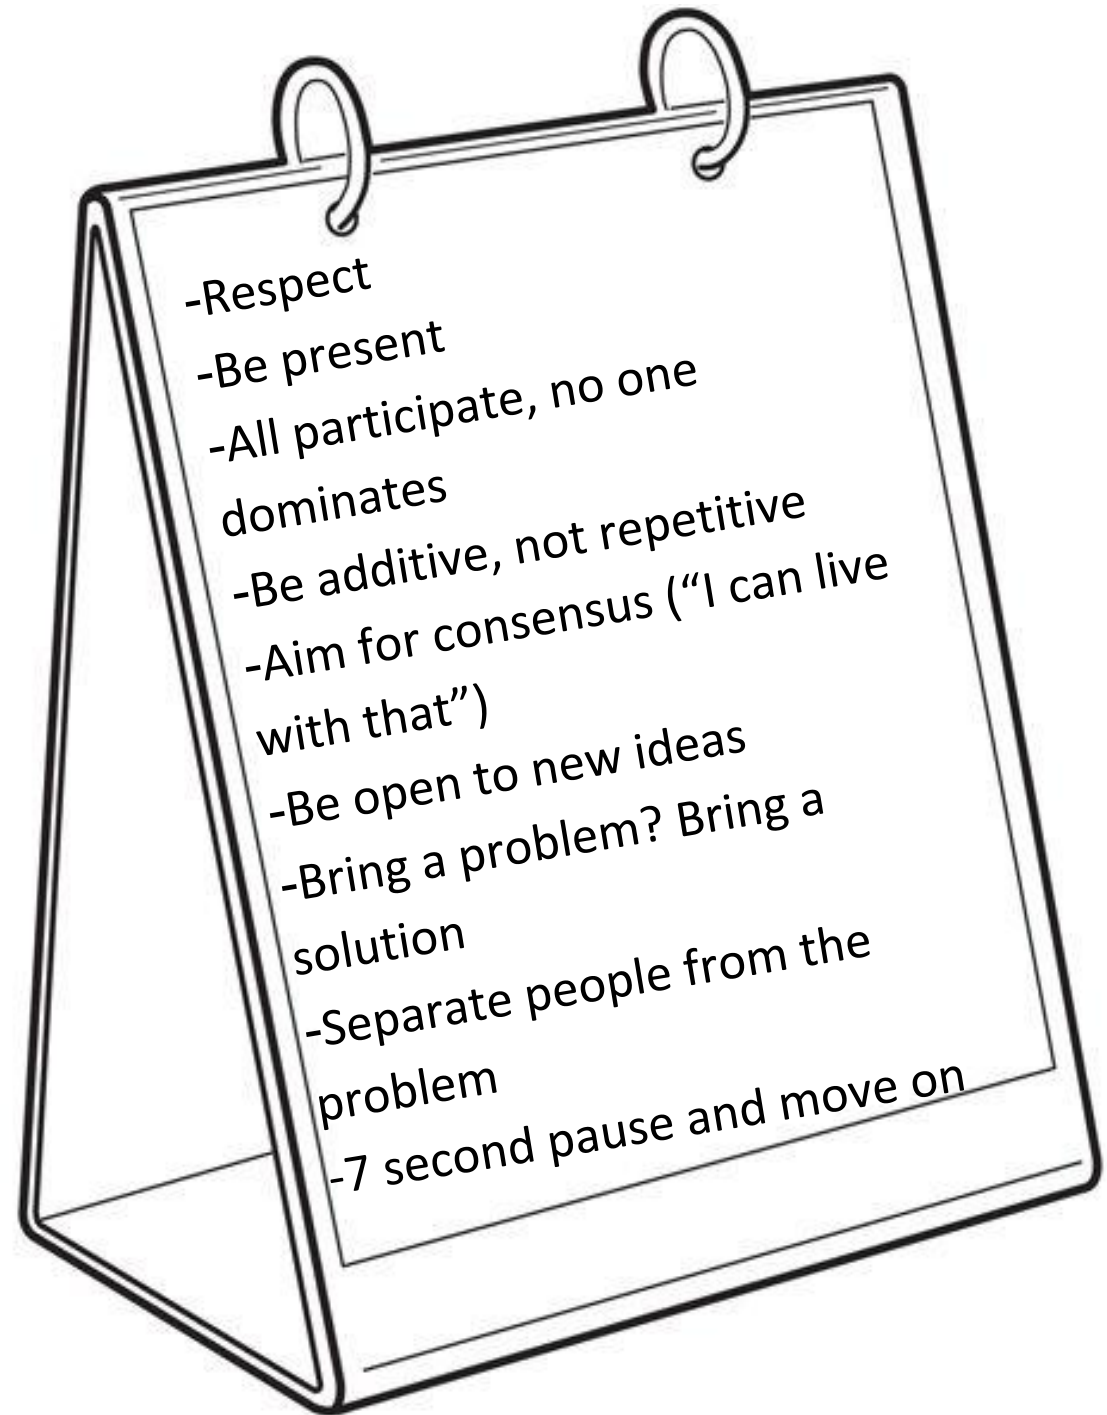 -Respect
-Be present
-All participate, no one
dominates
-Be additive, not repetitive
-Aim for consensus (“I can live
with that”)
-Be open to new ideas
-Bring a problem? Bring a
solution
-Separate people from the
problem
-7 second pause and move on